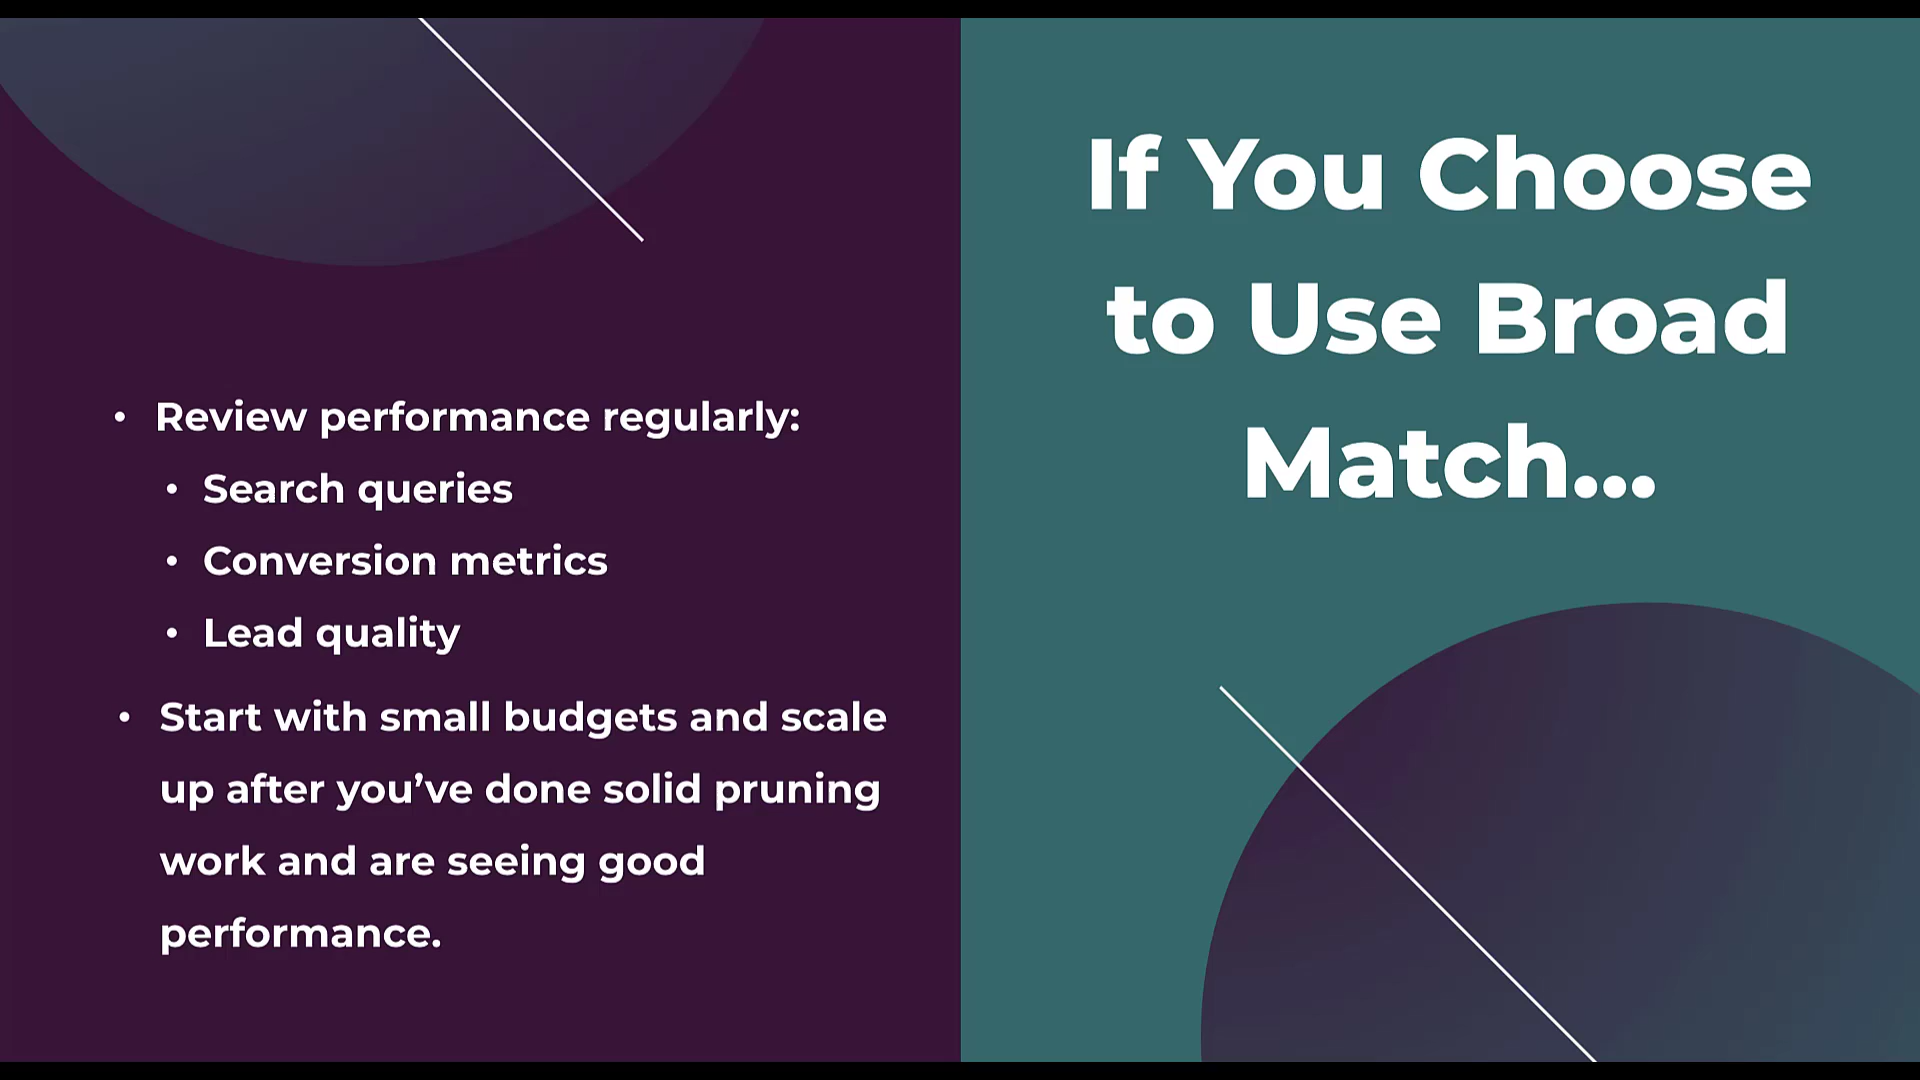 If You Choose
to Use Broad
Match...
• Review performance regularly:
• Search queries
• Conversion metrics
• Lead quality
• Start with small budgets and scale
up after you’ve done solid pruning
work and are seeing good
performance.